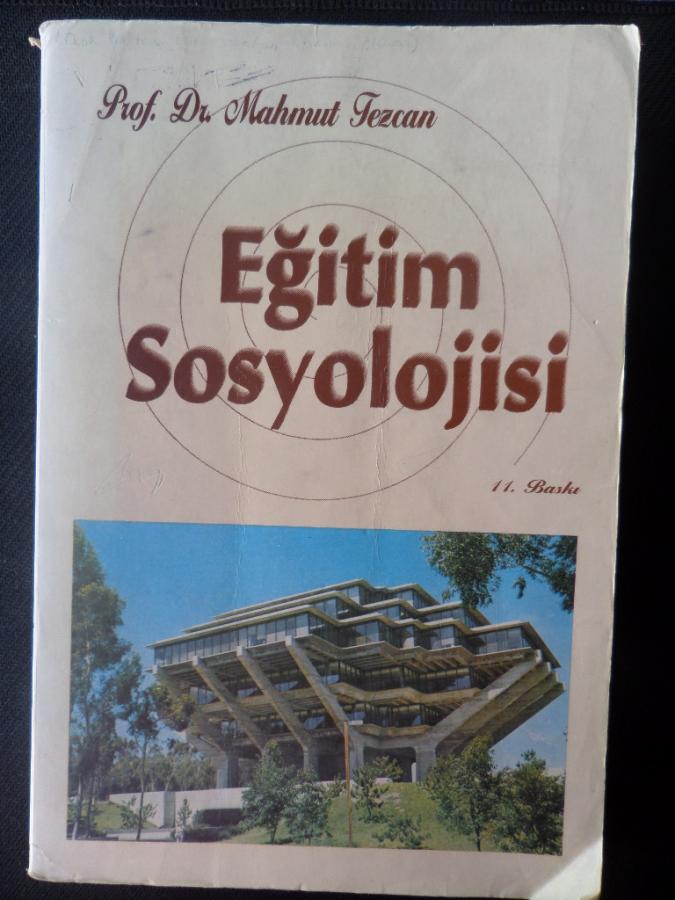 Prof. Dr. Mahmut Tezcan
Eğitim
Sosyolojisi
11. Baskı